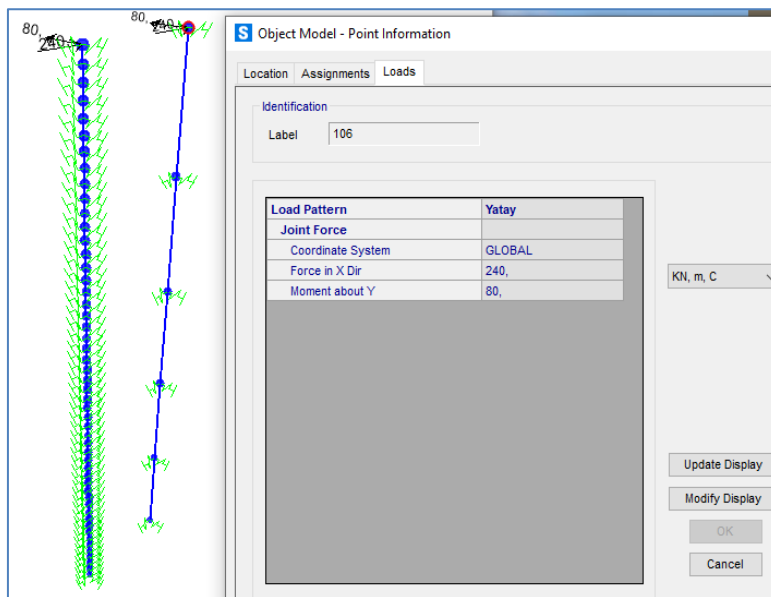 80,
240,
80,
240,
S Object Model - Point Information
Location Assignments Loads
Identification
Label 106
Load Pattern Yatay
Joint Force
Coordinate System GLOBAL
Force in X Dir 240,
Moment about Y 80,
KN, m, C
Update Display
Modify Display
OK
Cancel